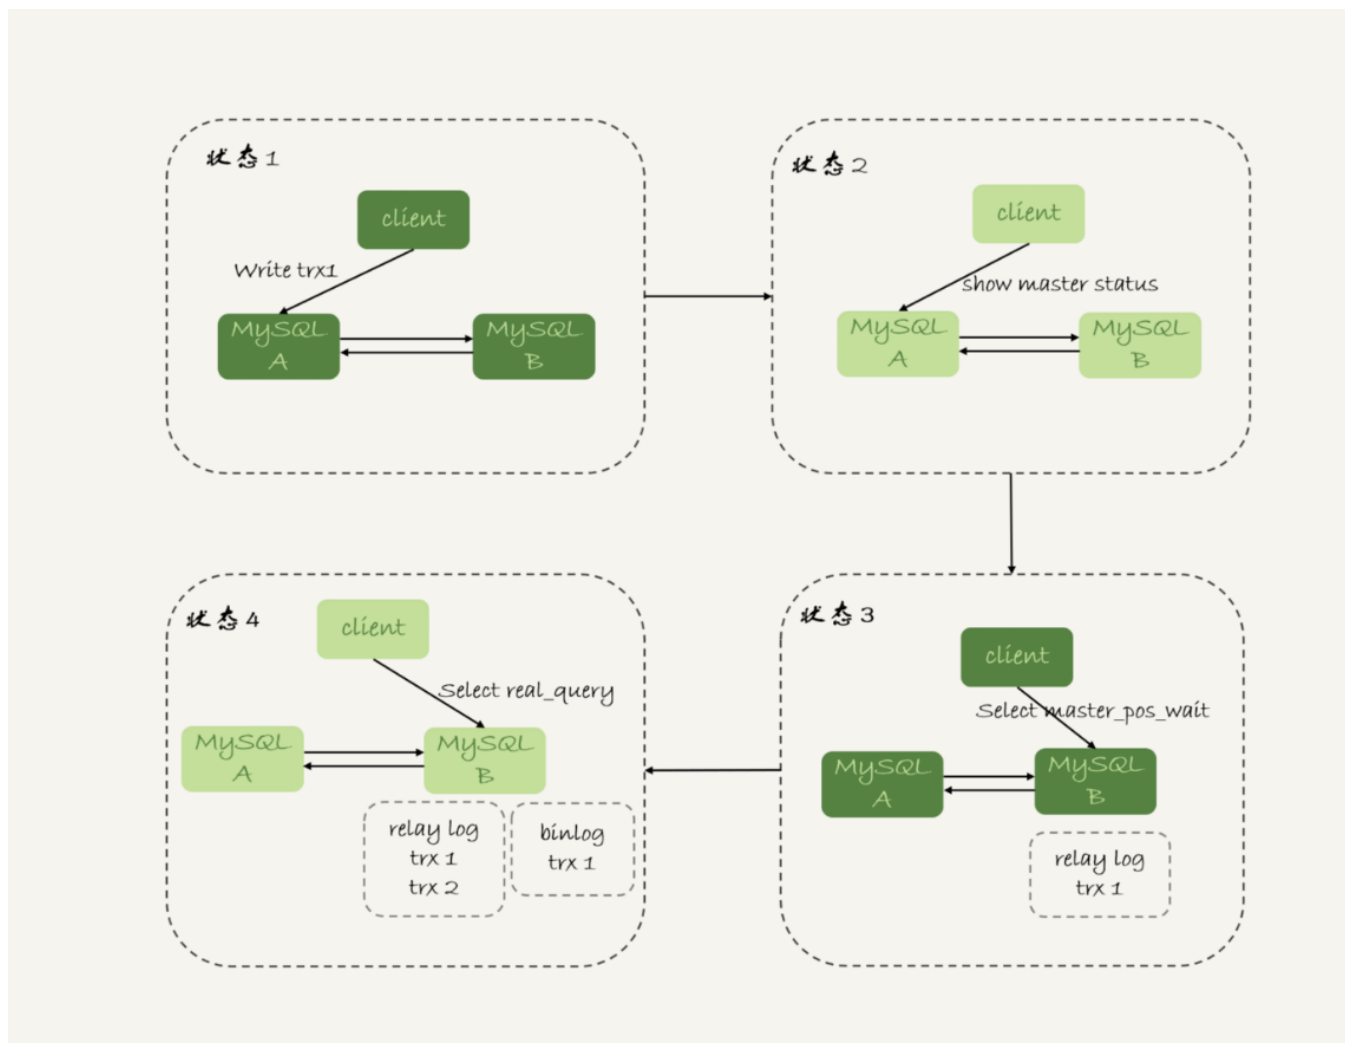 状态1
client
Write trx1
MySQL
A
MySQL
B
状态2
client
show master status
MySQL
A
MySQL
B
状态3
client
Select master_pos_wait
MySQL
A
MySQL
B
relay log
trx 1
状态4
client
Select real_query
MySQL
A
MySQL
B
relay log
trx 1
trx 2
binlog
trx 1